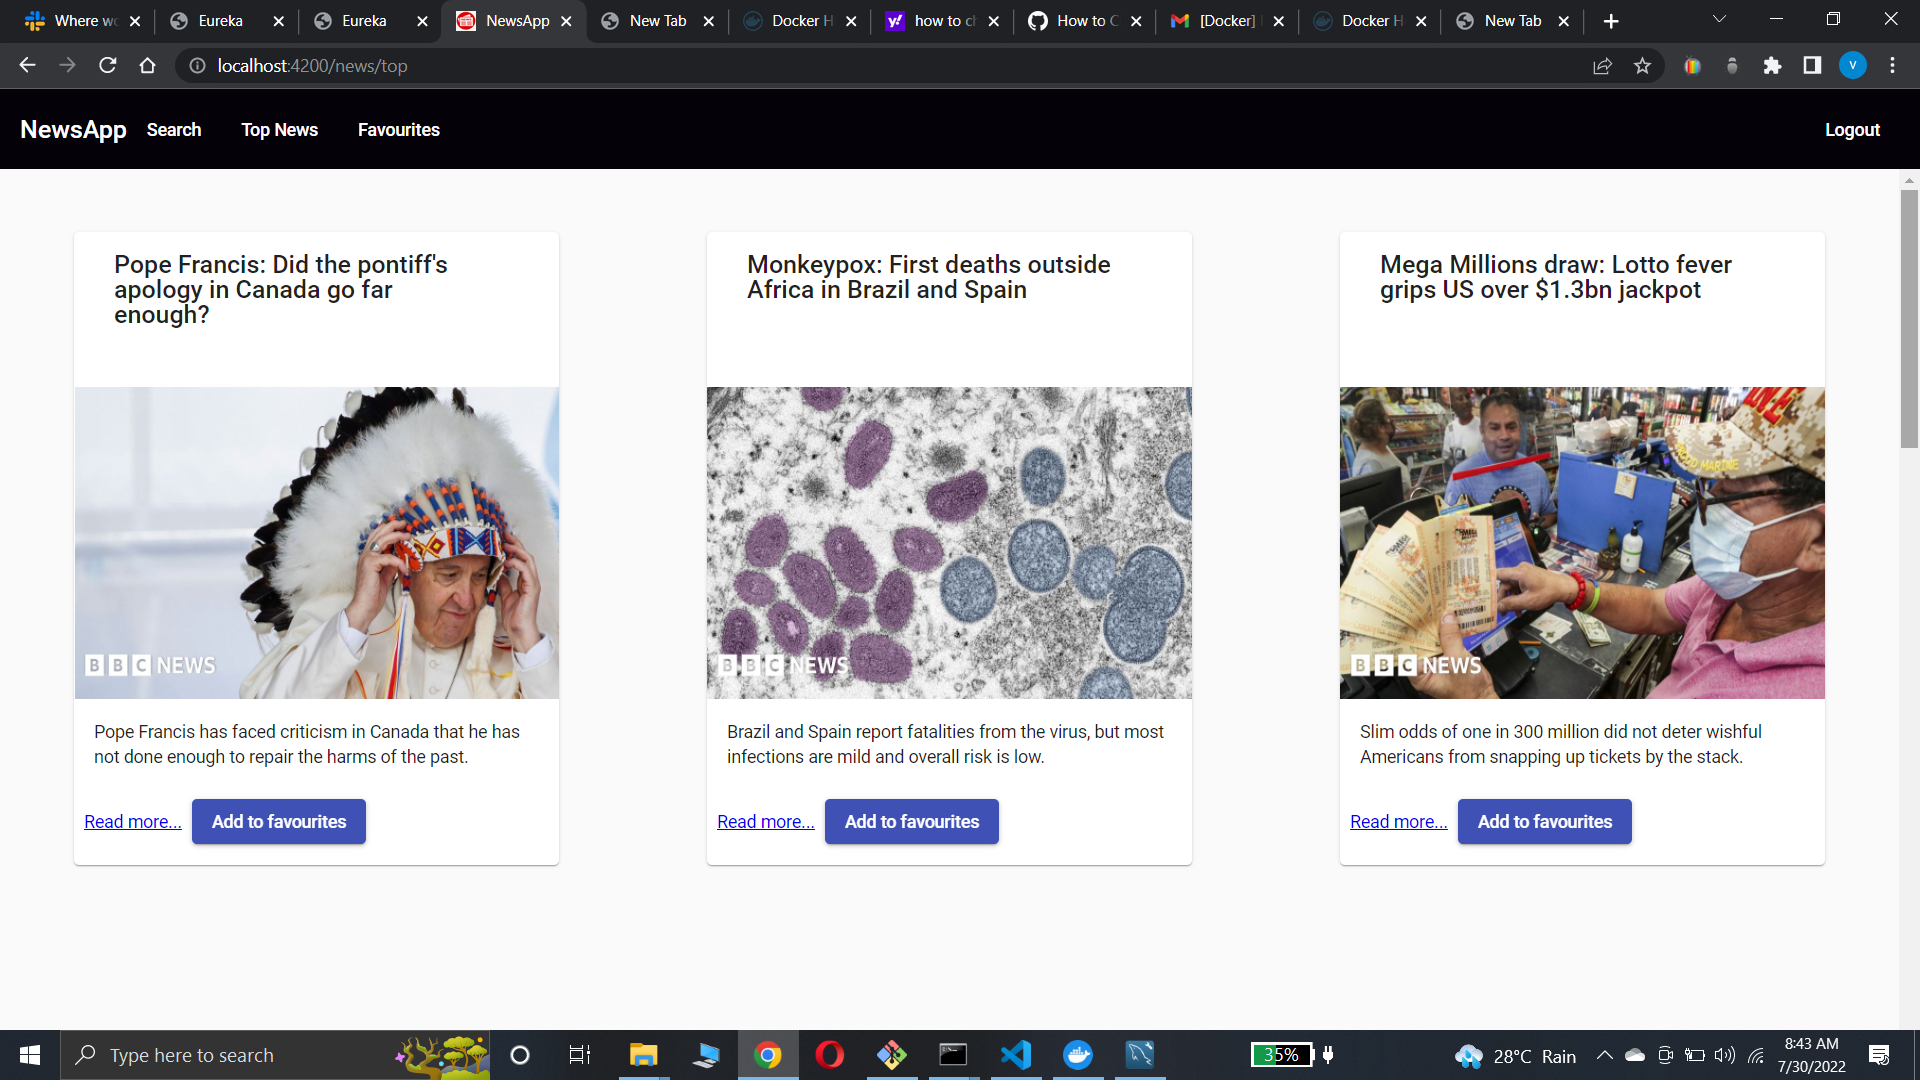 Where wo
Eureka
Eureka
NewsApp
New Tab
Docker H
how to ch
How to C
[Docker]
Docker H
New Tab
localhost:4200/news/top
V
NewsApp
Search
Top News
Favourites
Logout
Pope Francis: Did the pontiff's
apology in Canada go far
enough?
BBC NEWS
Pope Francis has faced criticism in Canada that he has
not done enough to repair the harms of the past.
Read more...
Add to favourites
Monkeypox: First deaths outside
Africa in Brazil and Spain
BBC NEWS
Brazil and Spain report fatalities from the virus, but most
infections are mild and overall risk is low.
Read more...
Add to favourites
Mega Millions draw: Lotto fever
grips US over $1.3bn jackpot
BBC NEWS
Slim odds of one in 300 million did not deter wishful
Americans from snapping up tickets by the stack.
Read more...
Add to favourites
Type here to search
35%
28°C Rain
8:43 AM
7/30/2022